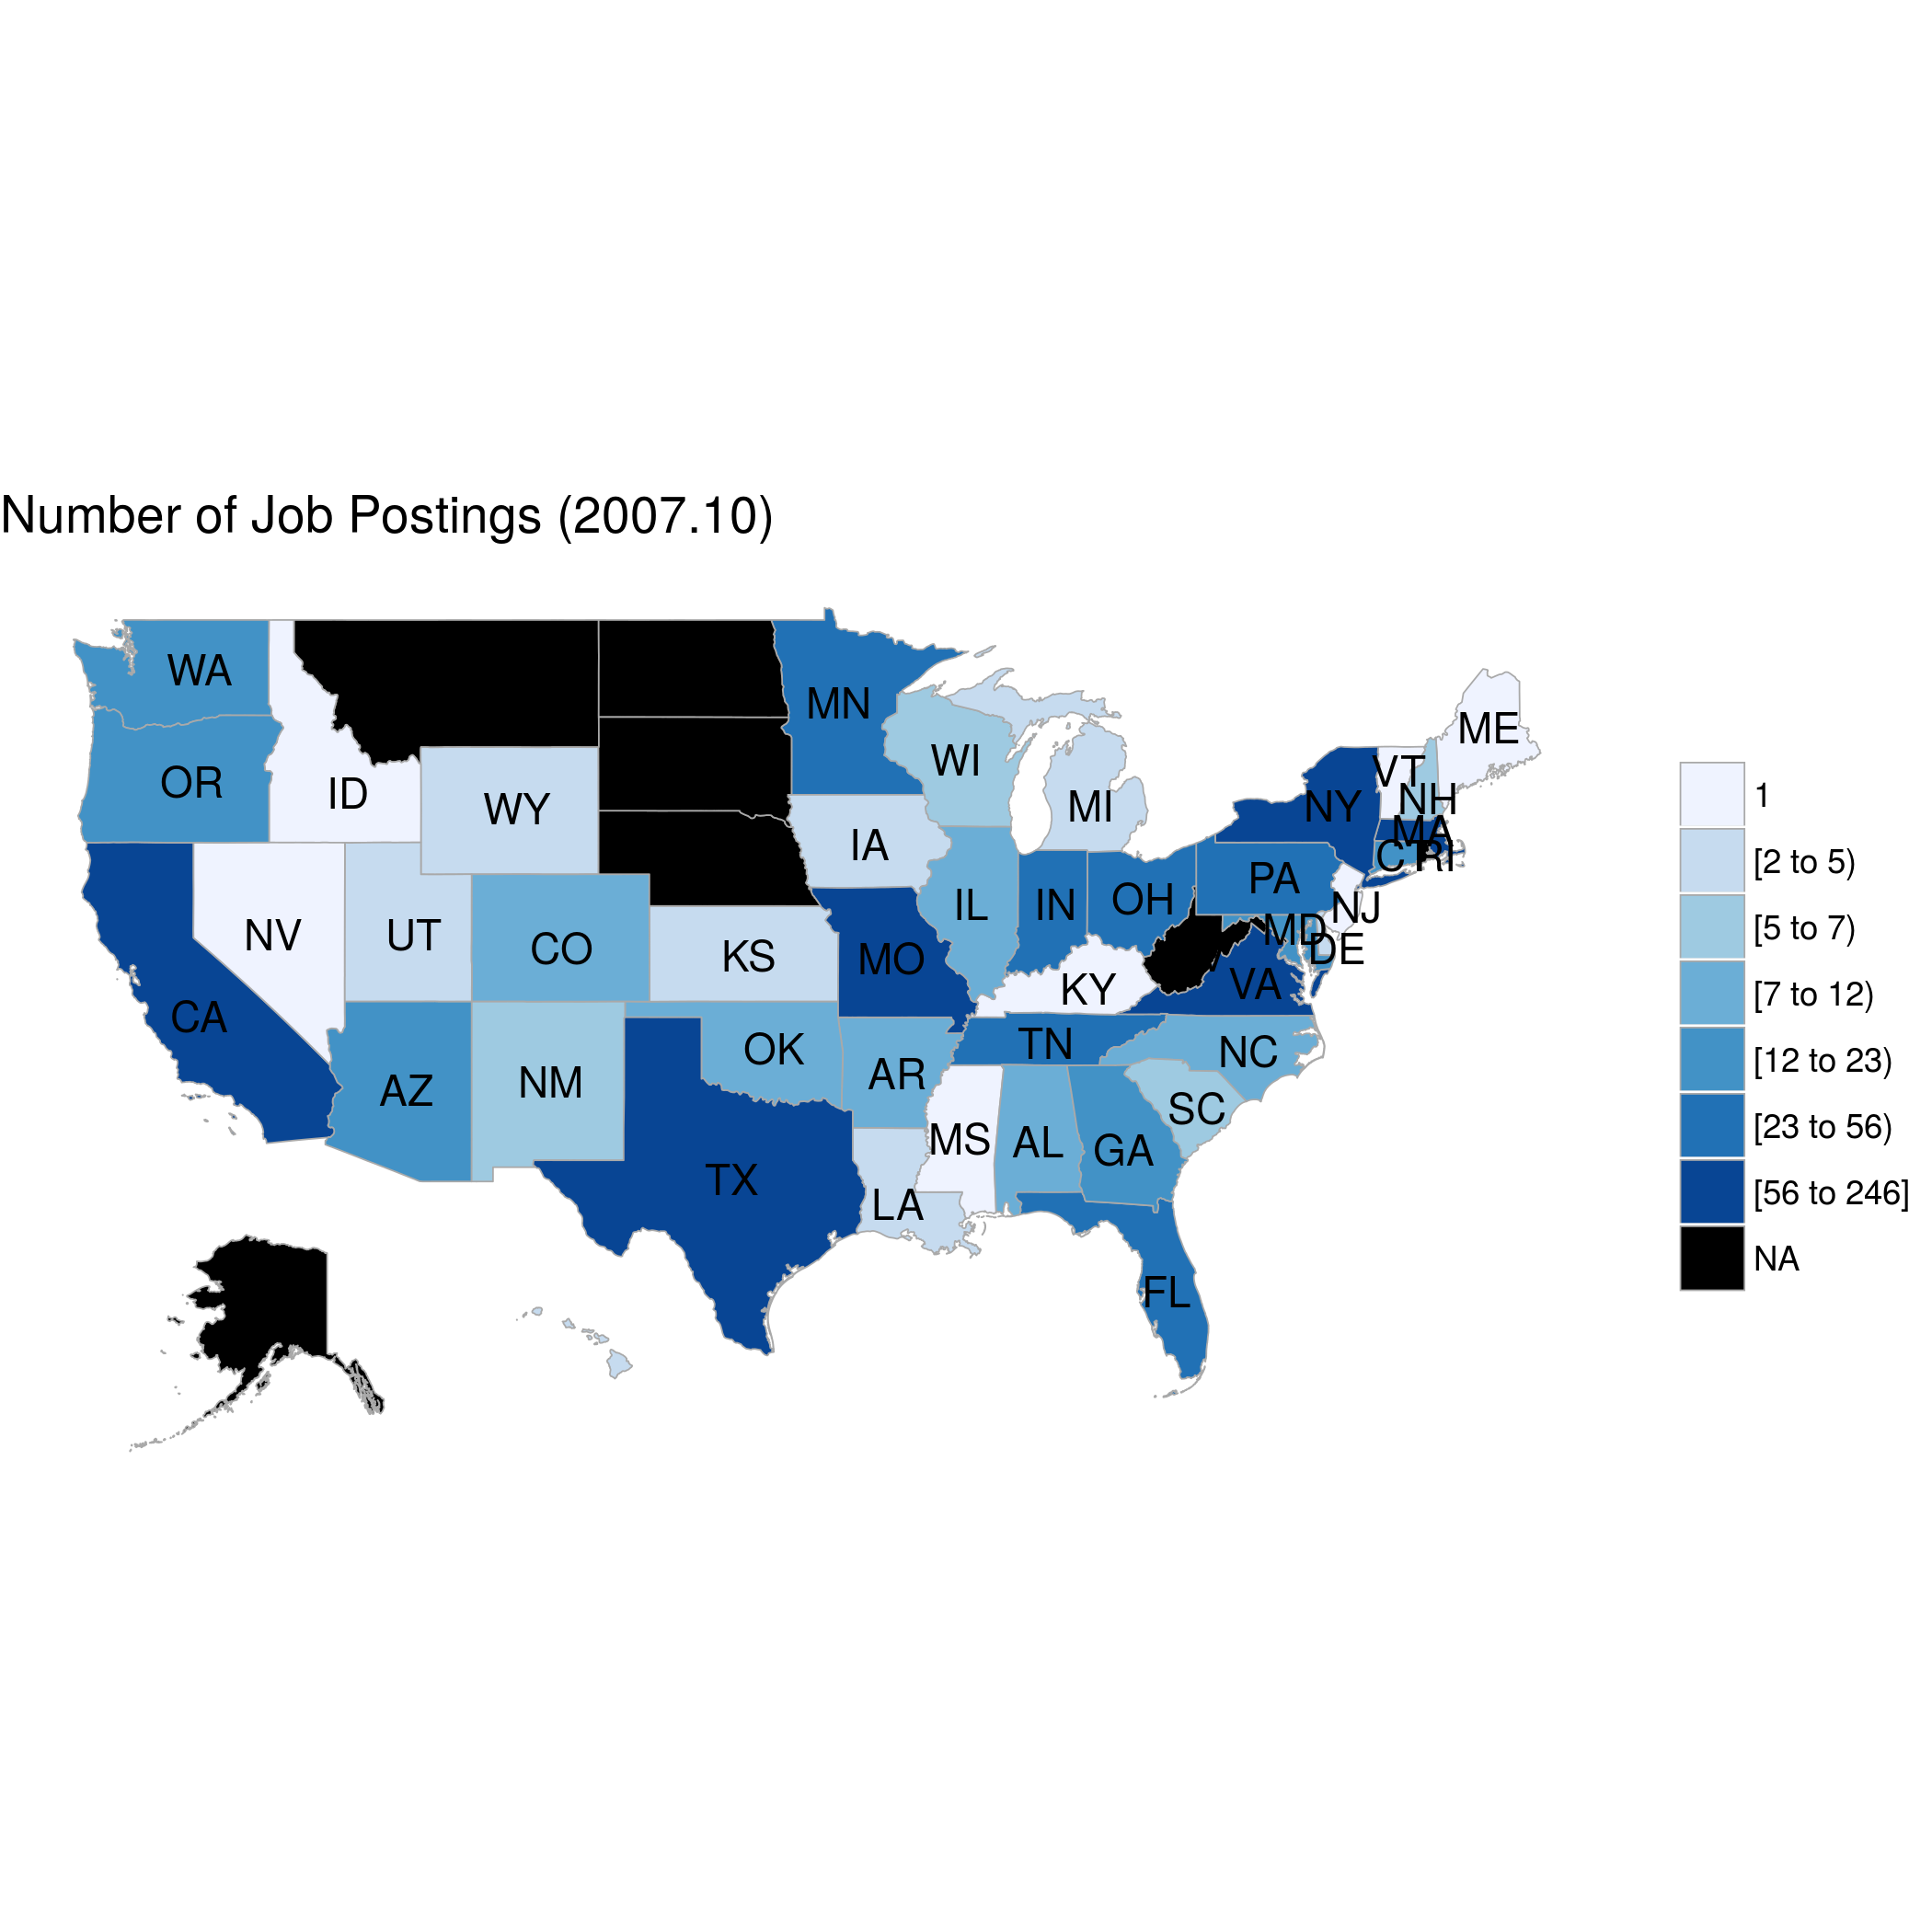 Number of Job Postings (2007.10)
WA
MN
ME
OR
ID
WY
WI
MI
VT
NH
NY
MA
CT
RI
IA
PA
NV
UT
CO
KS
MO
IL
IN
OH
NJ
MD
DE
CA
KY
VA
AZ
NM
OK
AR
TN
NC
SC
TX
LA
MS
AL
GA
FL
1
[2 to 5)
[5 to 7)
[7 to 12)
[12 to 23)
[23 to 56)
[56 to 246]
NA